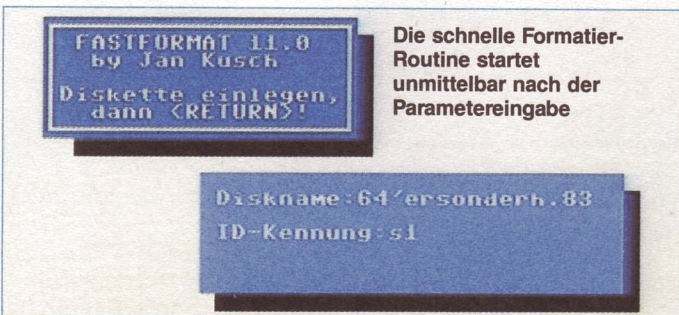 FASTFORMAT 11.0
by Jan Kusch
Diskette einlegen,
dann <RETURN>!
Die schnelle Formatier-
Routine startet
unmittelbar nach der
Parametereingabe
Diskname:64'ersonderh.83
ID-Kennung:s1